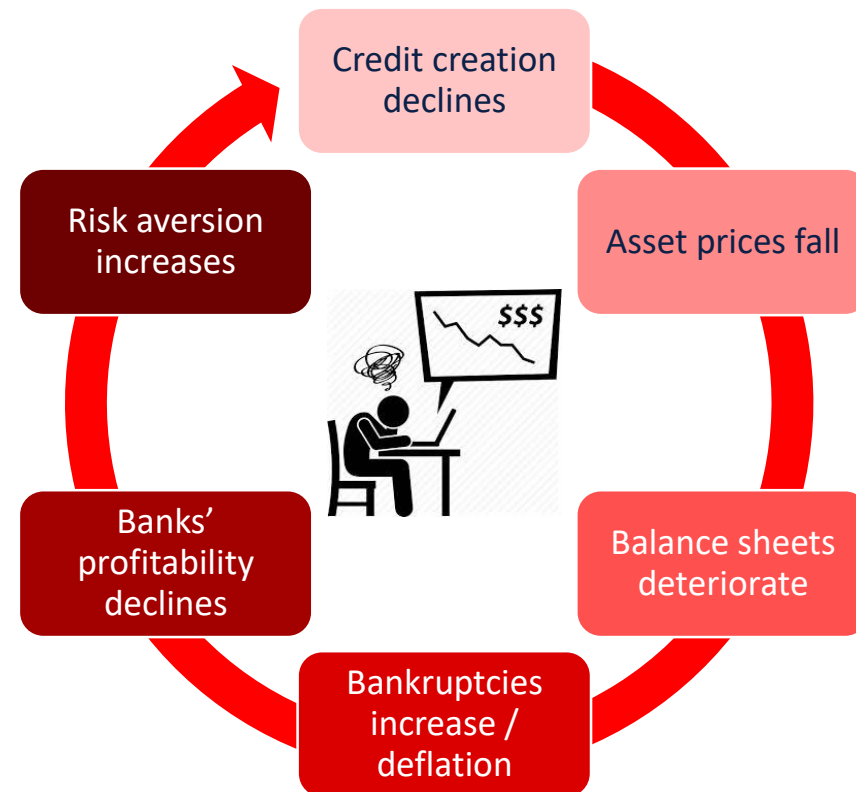 Credit creation
declines
Asset prices fall
Balance sheets
deteriorate
Bankruptcies
increase /
deflation
Banks’
profitability
declines
Risk aversion
increases
$$$